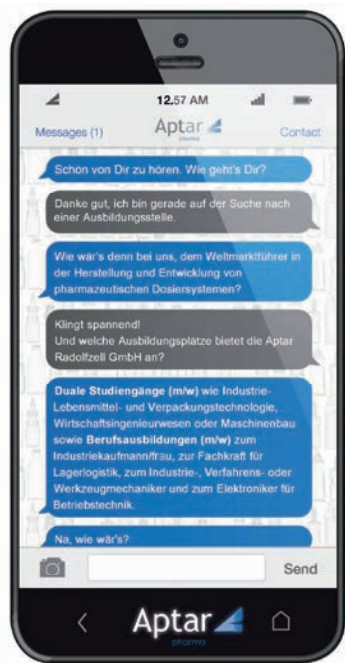 12.57 AM
Messages (1)
Aptar
pharma
Contact
Schön von Dir zu hören. Wie geht's Dir?
Danke gut, ich bin gerade auf der Suche nach
einer Ausbildungsstelle.
Wie wär's denn bei uns, dem Weltmarktführer
in der Herstellung und Entwicklung von
pharmazeutischen Dosiersystemen?
Klingt spannend!
Und welche Ausbildungsplatze bietet die Aptar
Radolfzell GmbH an?
Duale Studiengänge (m/w) wie Industrie-
Lebensmittel- und Verpackungstechnologie,
Wirtschaftsingenieurwesen oder Maschinenbau
sowie Berufsausbildungen (m/w) zum
Industriekaufmann/frau, zur Fachkraft für
Lagerlogistik, zum Industrie-, Verfahrens- oder
Werkzeugmechaniker und zum Elektroniker für
Betriebstechnik.
Na, wie wär's?
Send
Aptar
pharma